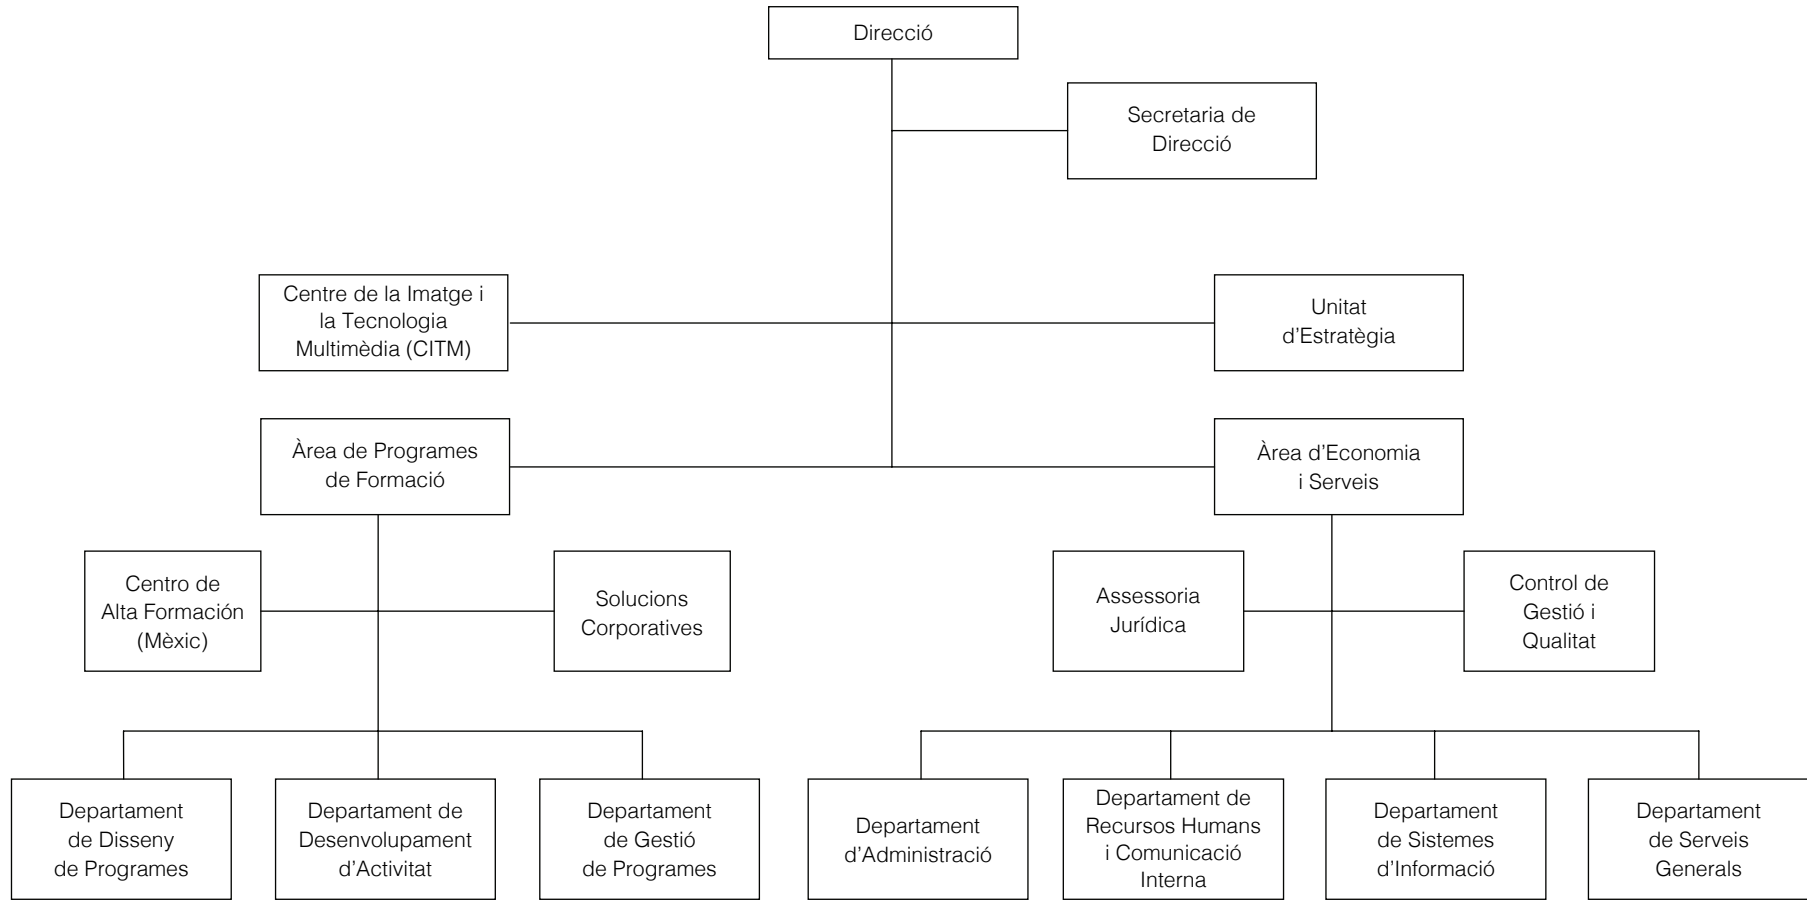 Direcció
Secretaria de
Direcció
Centre de la Imatge i
la Tecnologia
Multimèdia (CITM)
Unitat
d’Estratègia
Àrea de Programes
de Formació
Àrea d’Economia
i Serveis
Centro de
Alta Formación
(Mèxic)
Solucions
Corporatives
Assessoria
Jurídica
Control de
Gestió i
Qualitat
Departament
de Disseny
de Programes
Departament de
Desenvolupament
d’Activitat
Departament
de Gestió
de Programes
Departament
d’Administració
Departament de
Recursos Humans
i Comunicació
Interna
Departament
de Sistemes
d’Informació
Departament
de Serveis
Generals